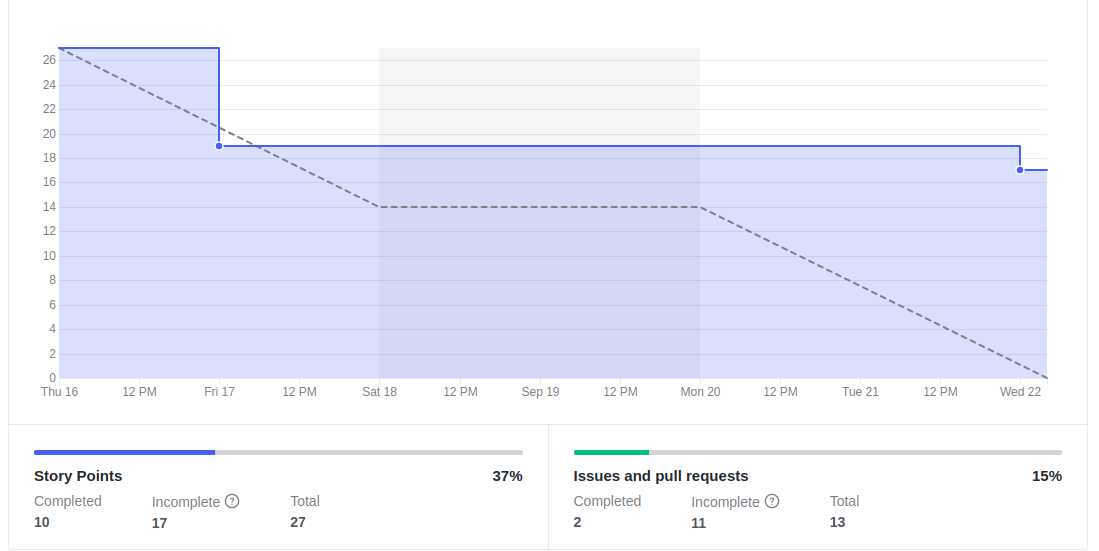 26
24
22
20
18
16
14
12
10
8
6
4
2
0
Thu 16 12 PM Fri 17 12 PM Sat 18 12 PM Sep 19 12 PM Mon 20 12 PM Tue 21 12 PM Wed 22
Story Points 37%
Completed Incomplete ? Total
10 17 27
Issues and pull requests 15%
Completed Incomplete ? Total
2 11 13